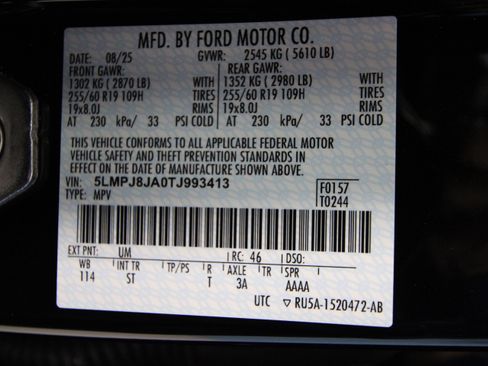 MFD. BY FORD MOTOR CO.
DATE: 08/25 GVWR: 2545 KG ( 5610 LB)
FRONT GAWR: REAR GAWR:
1302 KG ( 2870 LB) WITH 1352 KG ( 2980 LB) WITH
255/60 R19 109H TIRES 255/60 R19 109H TIRES
19x8.0J RIMS 19x8.0J RIMS
AT 230 kPa/ 33 PSI COLD AT 230 kPa/ 33 PSI COLD
THIS VEHICLE CONFORMS TO ALL APPLICABLE FEDERAL MOTOR
VEHICLE SAFETY AND THEFT PREVENTION STANDARDS IN
EFFECT ON THE DATE OF MANUFACTURE SHOWN ABOVE.
VIN: 5LMPJ8JA0TJ993413 F0157
TYPE: MPV T0244
EXT PNT: UM RC: 46 DSO:
WB INT TR TP/PS R AXLE TR SPR
114 ST T 3A AAAA
UTC ▽ RU5A-1520472-AB